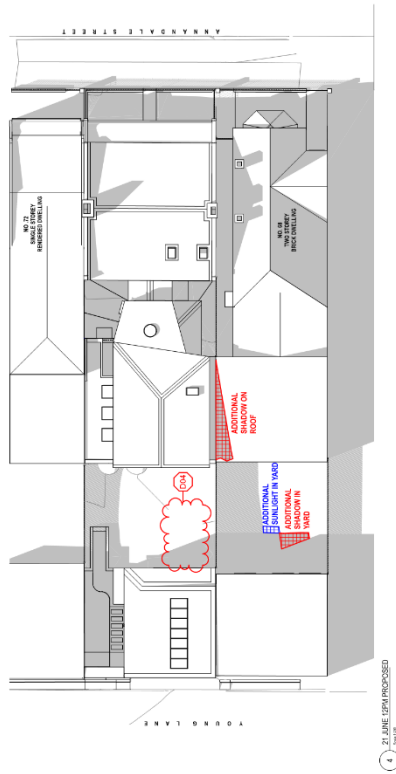 ANNANDALE STREET
NO. 72
SINGLE STOREY
RENDERED DWELLING
NO. 68
TWO STOREY
BRICK DWELLING
ADDITIONAL
SHADOW ON
ROOF
D04
ADDITIONAL
SUNLIGHT IN YARD
ADDITIONAL
SHADOW IN
YARD
YOUNG LANE
4
21 JUNE 12PM PROPOSED